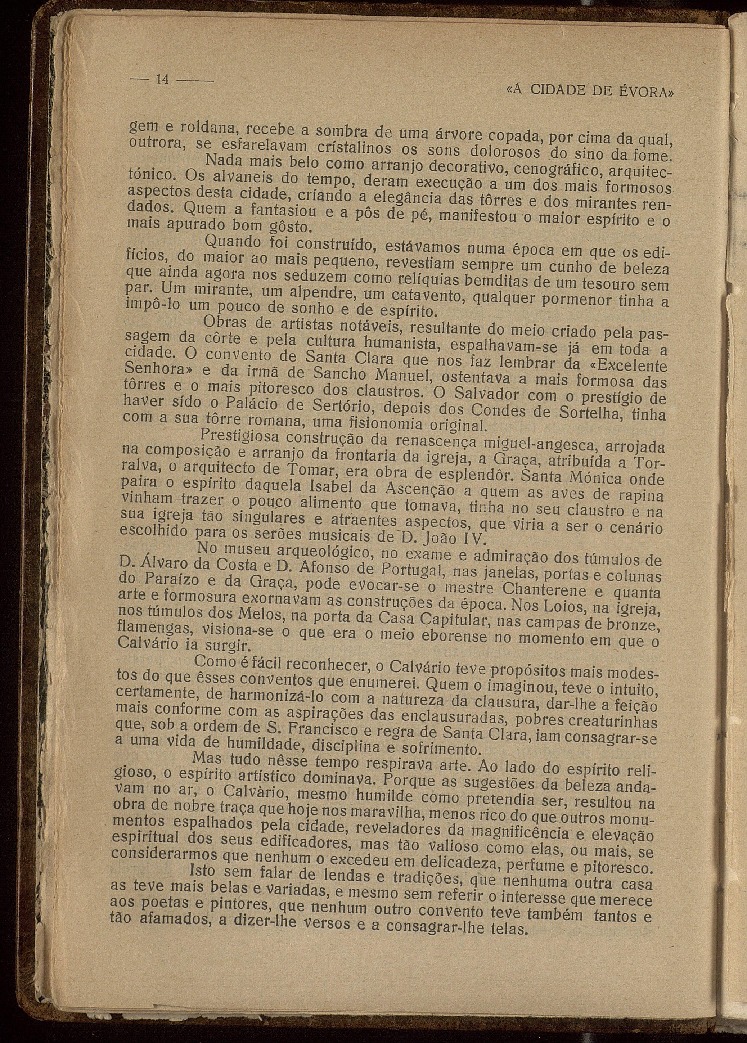 — 14 —
«A CIDADE DE ÉVORA»
gem e roldana, recebe a sombra de uma árvore copada, por cima da qual,
outrora, se esfarelavam cristalinos os sons dolorosos do sino da fome.
Nada mais belo como arranjo decorativo, cenográfico, arquitec-
tónico. Os alvaneis do tempo, deram execução a um dos mais formosos
aspectos desta cidade, criando a elegância das tôrres e dos mirantes ren-
dados. Quem a fantasiou e a pôs de pé, manifestou o maior espírito e o
mais apurado bom gôsto.
Quando foi construído, estávamos numa época em que os edi-
fícios, do maior ao mais pequeno, revestiam sempre um cunho de beleza
que ainda agora nos seduzem como relíquias bemditas de um tesouro sem
par. Um mirante, um alpendre, um catavento, qualquer pormenor tinha a
impô-lo um pouco de sonho e de espírito.
Obras de artistas notáveis, resultante do meio criado pela pas-
sagem da côrte e pela cultura humanista, espalhavam-se já em toda a
cidade. O convento de Santa Clara que nos faz lembrar da «Excelente
Senhora» e da irmã de Sancho Manuel, ostentava a mais formosa das
tôrres e o mais pitoresco dos claustros. O Salvador com o prestígio de
haver sido o Palácio de Sertório, depois dos Condes de Sortelha, tinha
com a sua tôrre romana, uma fisionomia original.
Prestigiosa construção da renascença miguel-angesca, arrojada
na composição e arranjo da frontaria da igreja, a Graça, atribuída a Tor-
ralva, o arquitecto de Tomar, era obra de esplendôr. Santa Mónica onde
paira o espírito daquela Isabel da Ascenção a quem as aves de rapina
vinham trazer o pouco alimento que tomava, tinha no seu claustro e na
sua igreja tão singulares e atraentes aspectos, que viria a ser o cenário
escolhido para os serões musicais de D. João IV.
No museu arqueológico, no exame e admiração dos túmulos de
D. Álvaro da Costa e D. Afonso de Portugal, nas janelas, portas e colunas
do Paraízo e da Graça, pode evocar-se o mestre Chanterene e quanta
arte e formosura exornavam as construções da época. Nos Loios, na igreja,
nos túmulos dos Melos, na porta da Casa Capitular, nas campas de bronze,
flamengas, visiona-se o que era o meio eborense no momento em que o
Calvário ia surgir.
Como é fácil reconhecer, o Calvário teve propósitos mais modes-
tos do que êsses conventos que enumerei. Quem o imaginou, teve o intuito,
certamente, de harmonizá-lo com a natureza da clausura, dar-lhe a feição
mais conforme com as aspirações das enclausuradas, pobres creaturinhas
que, sob a ordem de S. Francisco e regra de Santa Clara, iam consagrar-se
a uma vida de humildade, disciplina e sofrimento.
Mas tudo nêsse tempo respirava arte. Ao lado do espírito reli-
gioso, o espírito artístico dominava. Porque as sugestões da beleza anda-
vam no ar, o Calvário, mesmo humilde como pretendia ser, resultou na
obra de nobre traça que hoje nos maravilha, menos rico do que outros monu-
mentos espalhados pela cidade, reveladores da magnificência e elevação
espiritual dos seus edificadores, mas tão valioso como elas, ou mais, se
considerarmos que nenhum o excedeu em delicadeza, perfume e pitoresco.
Isto sem falar de lendas e tradições, que nenhuma outra casa
as teve mais belas e variadas, e mesmo sem referir o interesse que merece
aos poetas e pintores, que nenhum outro convento teve também tantos e
tão afamados, a dizer-lhe versos e a consagrar-lhe telas.